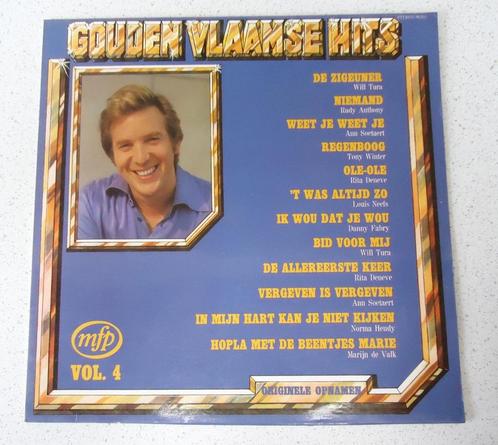 GOUDEN VLAAMSE HITS
DE ZIGEUNER
Will Tura
NIEMAND
Rudy Anthony
WEET JE WEET JE
Ann Soetaert
REGENBOOG
Tony Winter
OLE-OLE
Rita Deneve
'T WAS ALTIJD ZO
Louis Neefs
IK WOU DAT JE WOU
Danny Fabry
BID VOOR MIJ
Will Tura
DE ALLEREERSTE KEER
Rita Deneve
VERGEVEN IS VERGEVEN
Ann Soetaert
IN MIJN HART KAN JE NIET KIJKEN
Norma Hendy
HOPLA MET DE BEENTJES MARIE
Marijn de Valk
mfp
VOL. 4
ORIGINELE OPNAMEN